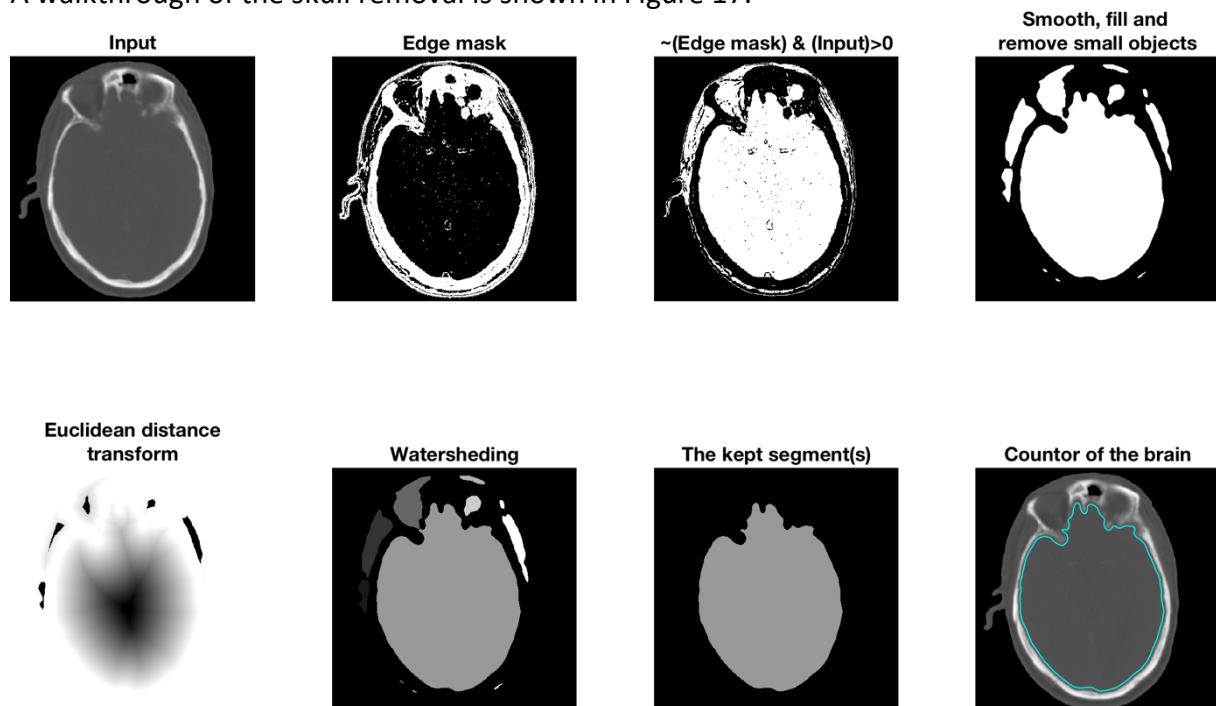 A walkthrough of the skull removal is shown in Figure 17.
Input
Edge mask
~(Edge mask) & (Input)>0
Smooth, fill and
remove small objects
Euclidean distance
transform
Watersheding
The kept segment(s)
Countor of the brain